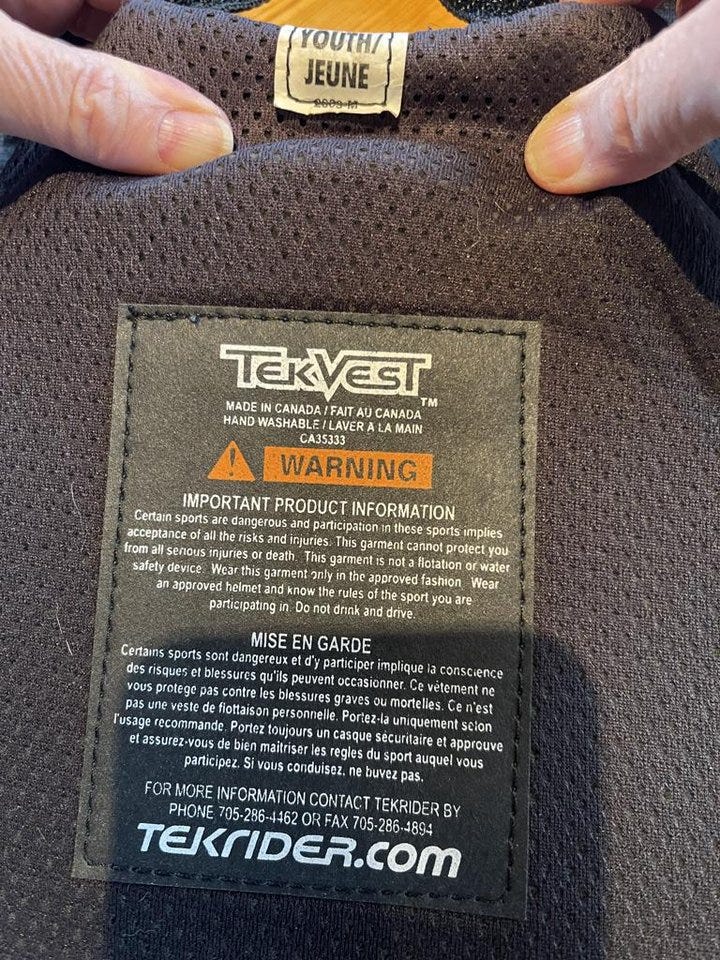 YOUTH/
JEUNE
2003-M
TEKVEST™
MADE IN CANADA / FAIT AU CANADA
HAND WASHABLE / LAVER A LA MAIN
CA35333
WARNING
IMPORTANT PRODUCT INFORMATION
Certain sports are dangerous and participation in these sports implies
acceptance of all the risks and injuries. This garment cannot protect you
from all serious injuries or death. This garment is not a flotation or water
safety device. Wear this garment only in the approved fashion. Wear
an approved helmet and know the rules of the sport you are
participating in. Do not drink and drive.
MISE EN GARDE
Certains sports sont dangereux et d'y participer implique la conscience
des risques et blessures qu'ils peuvent occasionner. Ce vêtement ne
vous protege pas contre les blessures graves ou mortelles. Ce n'est
pas une veste de flottaison personnelle. Portez-la uniquement selon
l'usage recommande. Portez toujours un casque sécuritaire et approuve
et assurez-vous de bien maitriser les regles du sport auquel vous
participez. Si vous conduisez, ne buvez pas.
FOR MORE INFORMATION CONTACT TEKRIDER BY
PHONE 705-286-4462 OR FAX 705-286-4894
TEKRIDER.COM